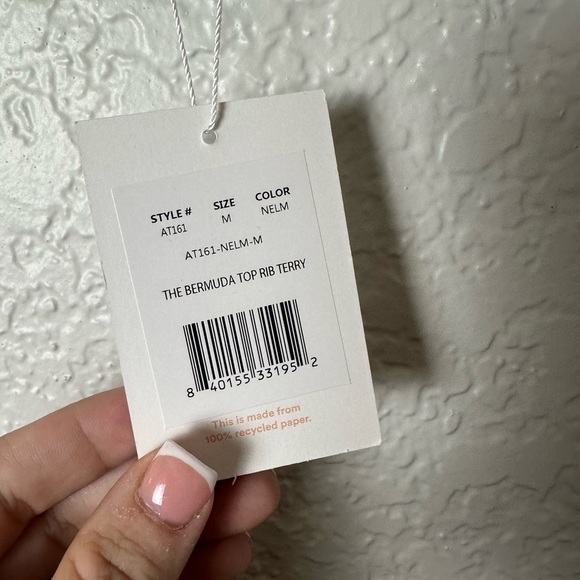 STYLE # SIZE COLOR
AT161 M NELM
AT161-NELM-M
THE BERMUDA TOP RIB TERRY
8 40155 33195 2
This is made from
100% recycled paper.